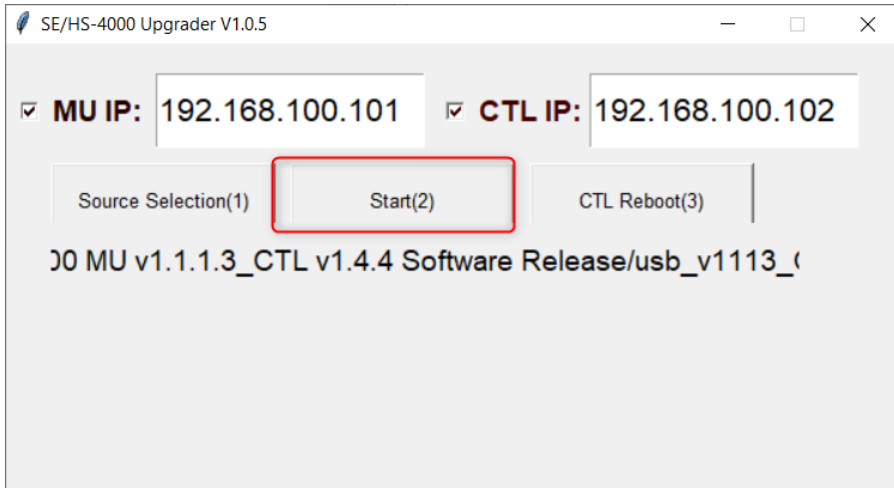 SE/HS-4000 Upgrader V1.0.5
MU IP: 192.168.100.101 CTL IP: 192.168.100.102
Source Selection(1) Start(2) CTL Reboot(3)
00 MU v1.1.1.3_CTL v1.4.4 Software Release/usb_v1113_